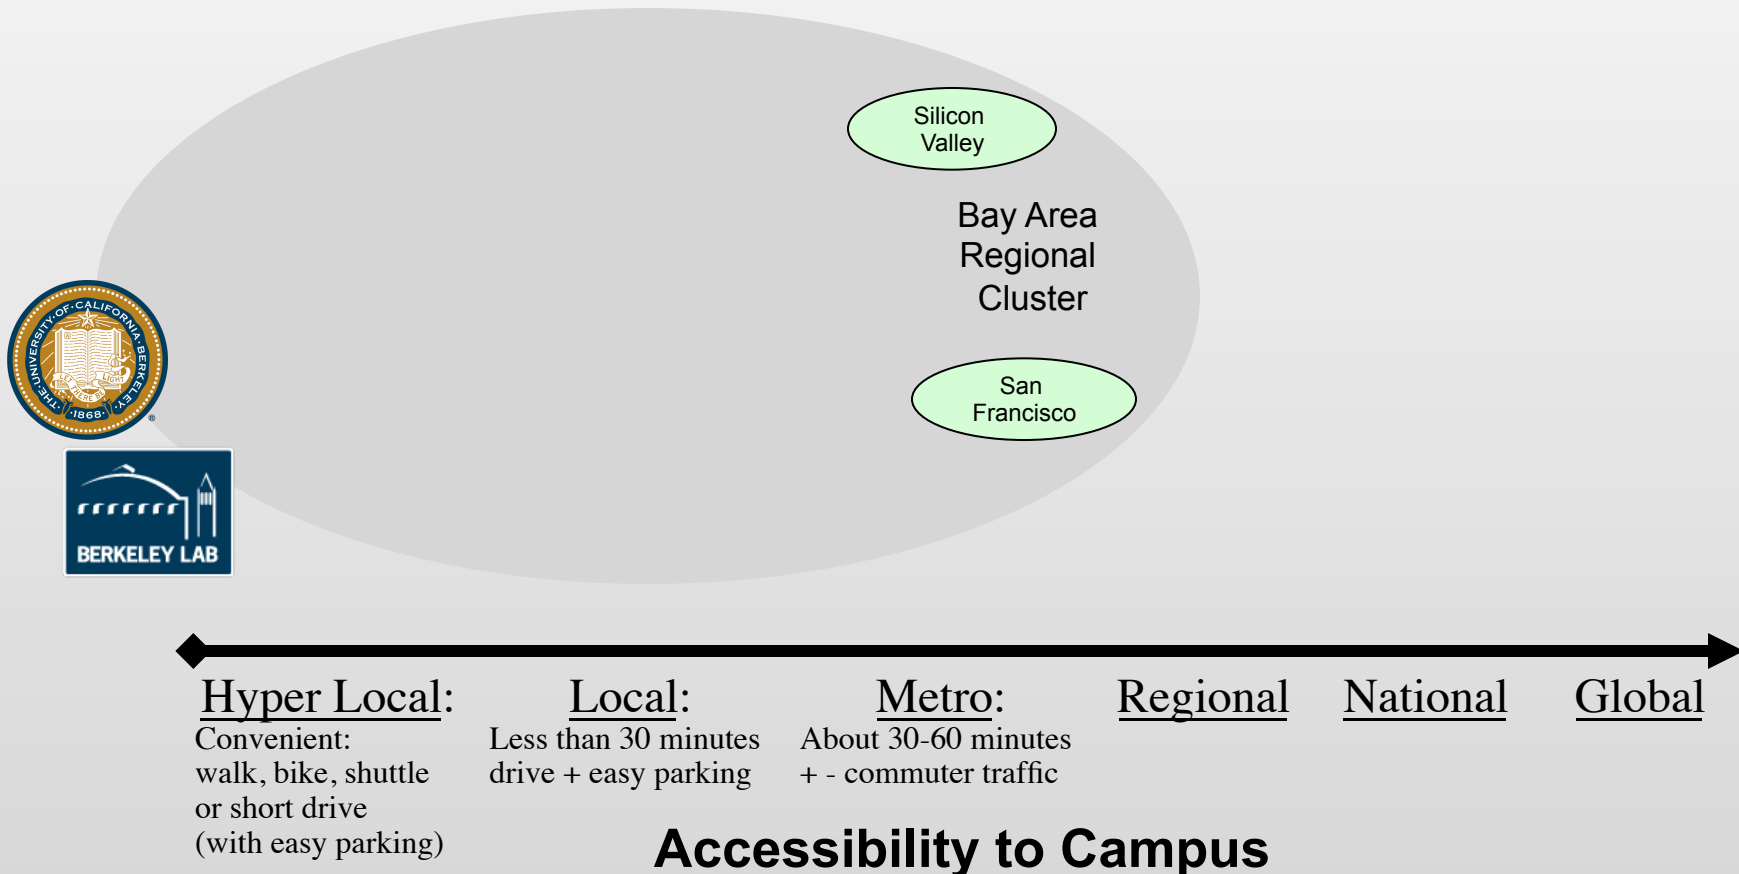 Silicon
Valley
Bay Area
Regional
Cluster
San
Francisco
THE·UNIVERSITY·OF·CALIFORNIA·BERKELEY
LET THERE BE LIGHT
·1868·
®
BERKELEY LAB
Hyper Local:
Convenient:
walk, bike, shuttle
or short drive
(with easy parking)
Local:
Less than 30 minutes
drive + easy parking
Metro:
About 30-60 minutes
+ - commuter traffic
Regional
National
Global
Accessibility to Campus